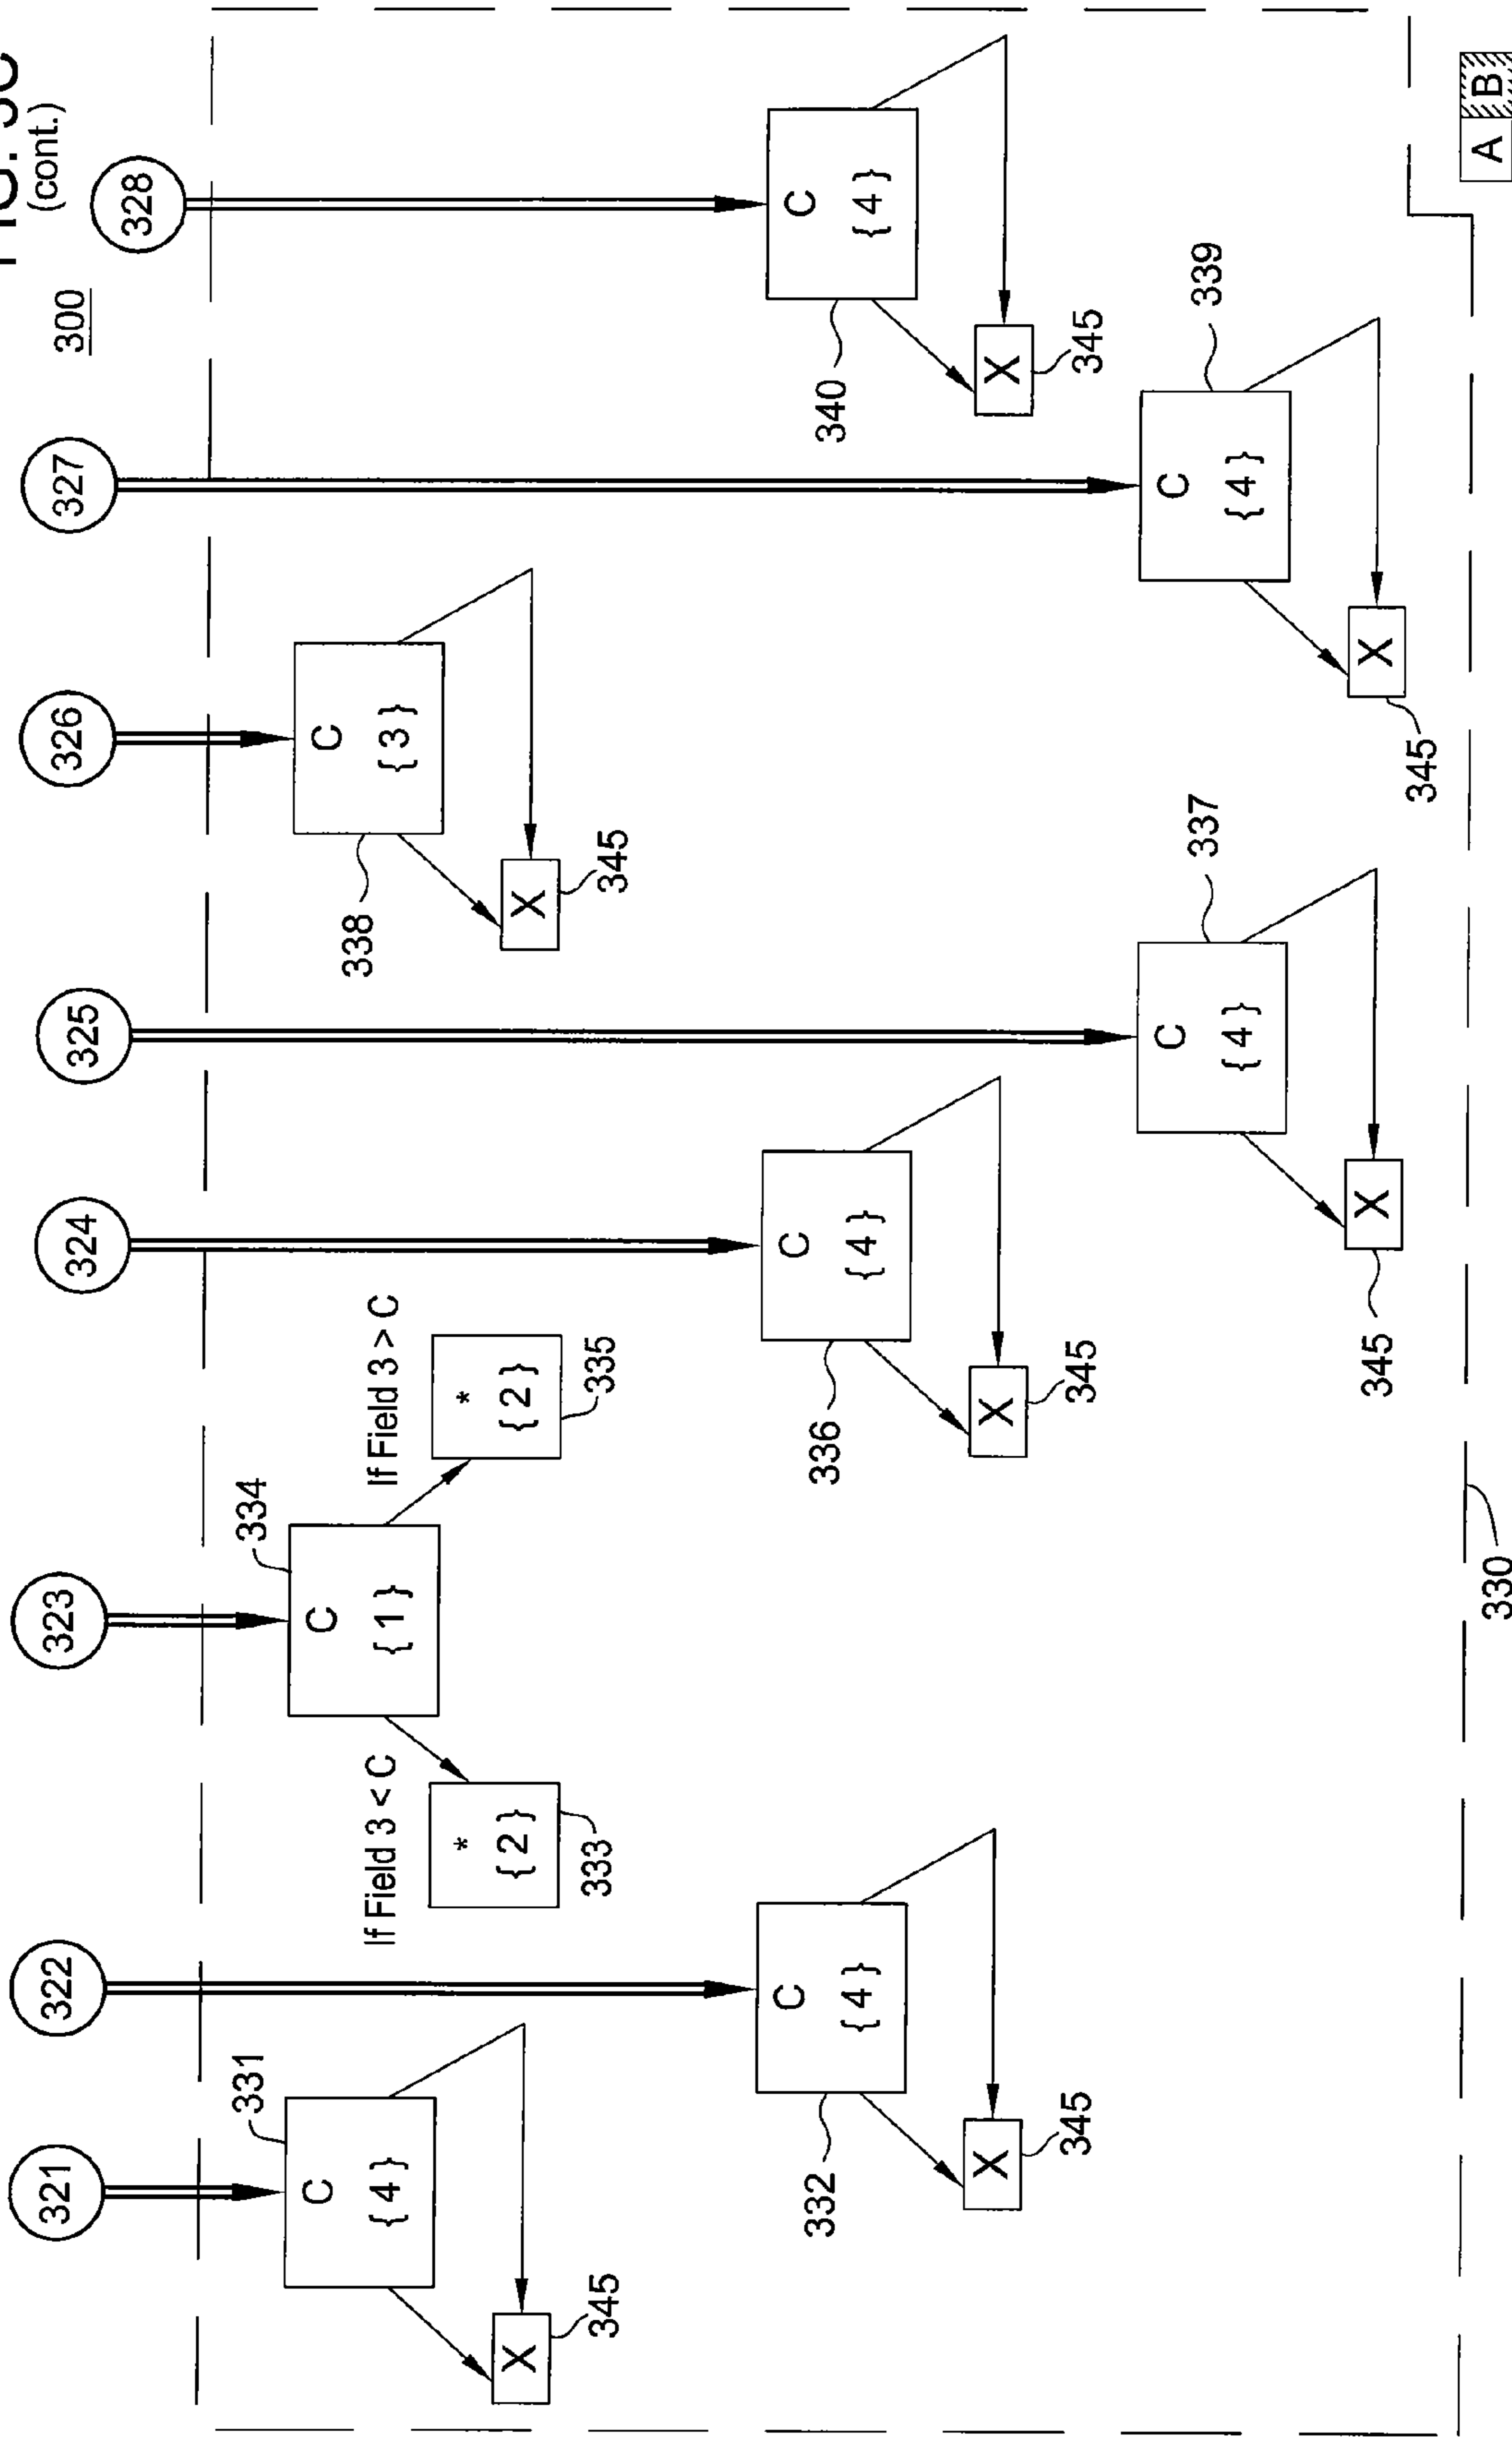 (cont.)
300
321
322
323
324
325
326
327
328
331
C
{ 4 }
X
345
C
{ 4 }
332
X
345
If Field 3 < C
*
{ 2 }
333
334
C
{ 1 }
If Field 3 > C
*
{ 2 }
335
C
{ 4 }
336
X
345
337
C
{ 4 }
X
345
C
{ 3 }
338
X
345
339
C
{ 4 }
X
345
C
{ 4 }
340
X
345
330
A B